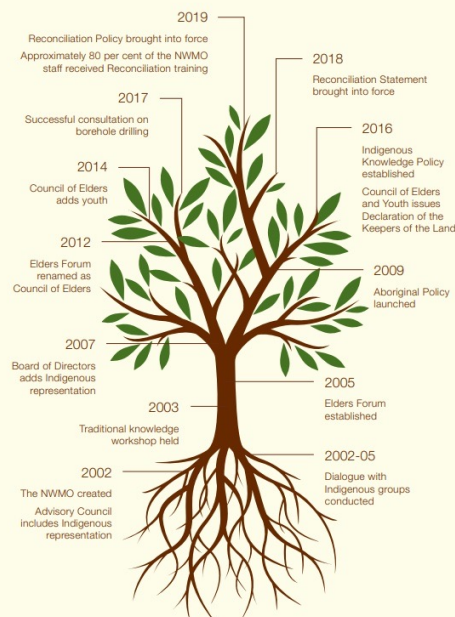 2019
Reconciliation Policy brought into force
Approximately 80 per cent of the NWMO
staff received Reconciliation training
2018
Reconciliation Statement
brought into force
2017
Successful consultation on
borehole drilling
2016
Indigenous
Knowledge Policy
established
Council of Elders
and Youth issues
Declaration of the
Keepers of the Land
2014
Council of Elders
adds youth
2012
Elders Forum
renamed as
Council of Elders
2009
Aboriginal Policy
launched
2007
Board of Directors
adds Indigenous
representation
2005
Elders Forum
established
2003
Traditional knowledge
workshop held
2002-05
Dialogue with
Indigenous groups
conducted
2002
The NWMO created
Advisory Council
includes Indigenous
representation